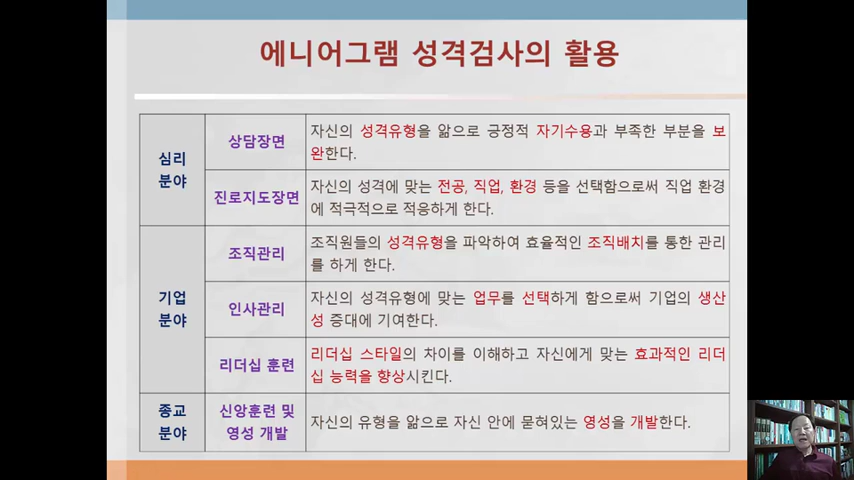 에니어그램 성격검사의 활용
심리
분야
상담장면
자신의 성격유형을 앎으로 긍정적 자기수용과 부족한 부분을 보
완한다.
진로지도장면
자신의 성격에 맞는 전공, 직업, 환경 등을 선택함으로써 직업 환경
에 적극적으로 적응하게 한다.
기업
분야
조직관리
조직원들의 성격유형을 파악하여 효율적인 조직배치를 통한 관리
를 하게 한다.
인사관리
자신의 성격유형에 맞는 업무를 선택하게 함으로써 기업의 생산
성 증대에 기여한다.
리더십 훈련
리더십 스타일의 차이를 이해하고 자신에게 맞는 효과적인 리더
십 능력을 향상시킨다.
종교
분야
신앙훈련 및
영성 개발
자신의 유형을 앎으로 자신 안에 묻혀있는 영성을 개발한다.